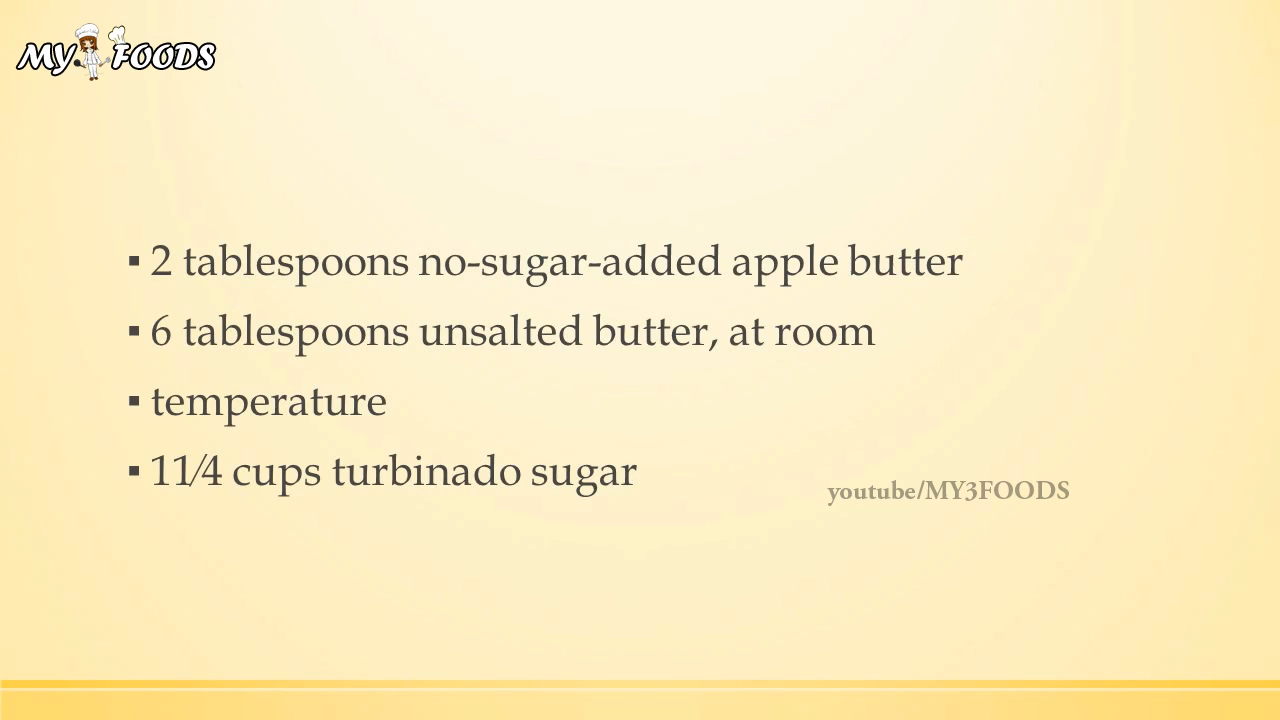 MY FOODS
▪ 2 tablespoons no-sugar-added apple butter
▪ 6 tablespoons unsalted butter, at room
▪ temperature
▪ 11⁄4 cups turbinado sugar
youtube/MY3FOODS